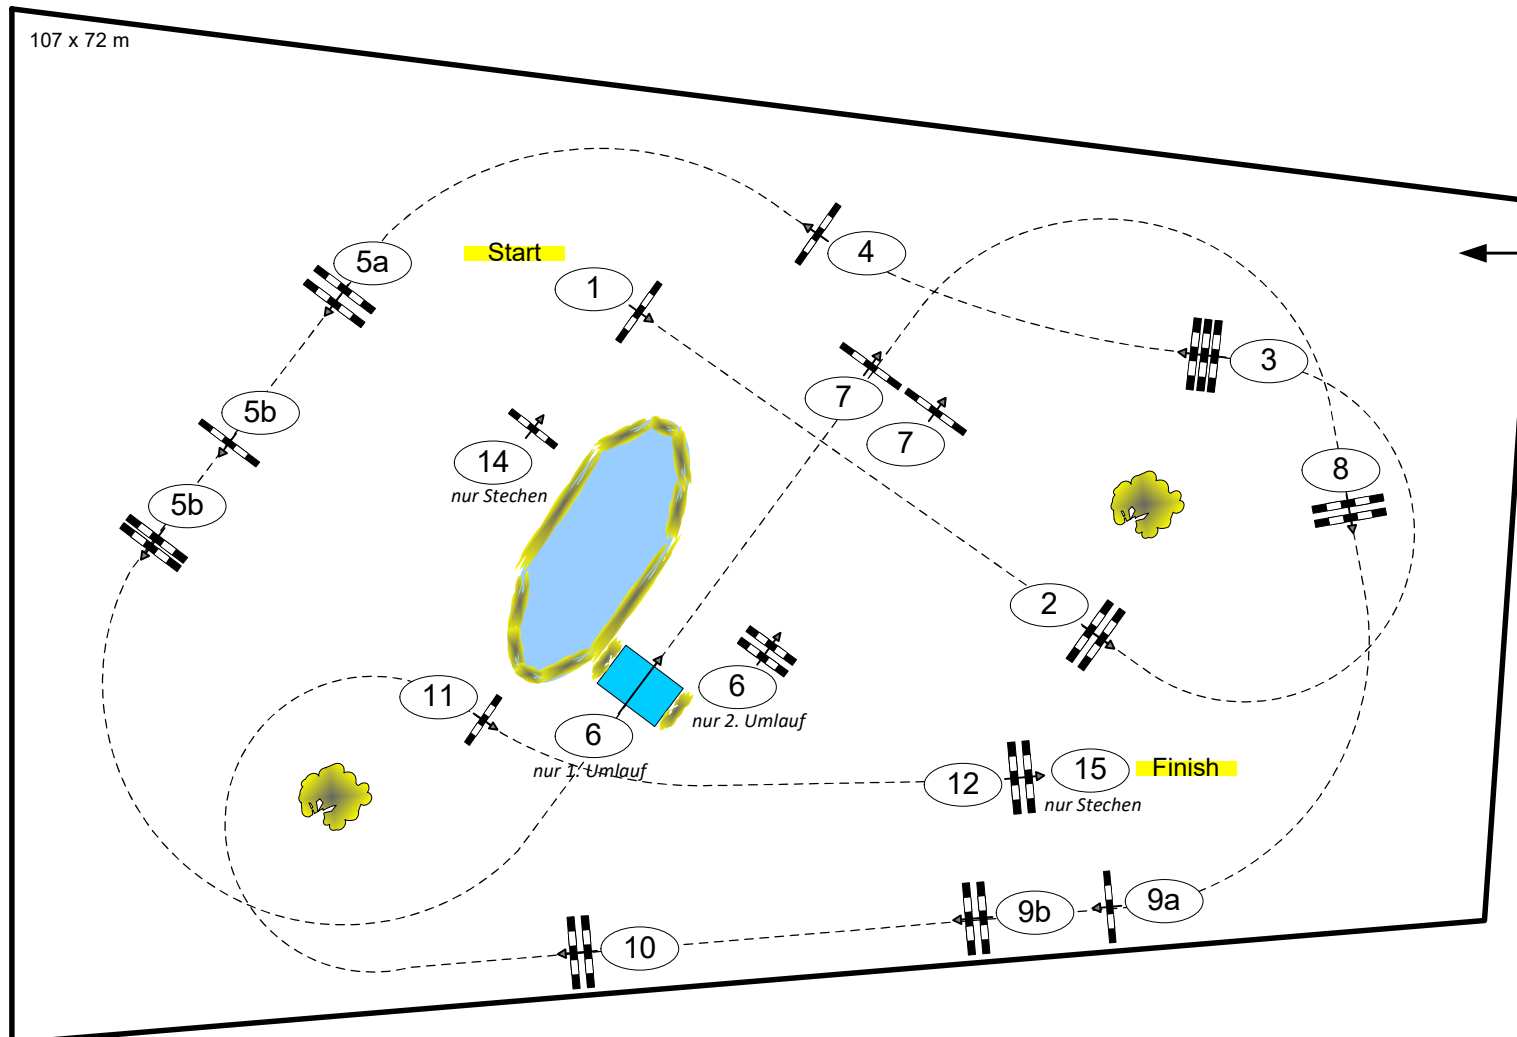 107 x 72 m
4
Start
5a
1
3
7
5b
7
14
nur Stechen
8
5b
2
6
nur 2. Umlauf
11
6
nur 1. Umlauf
12
15
Finish
nur Stechen
9a
9b
10